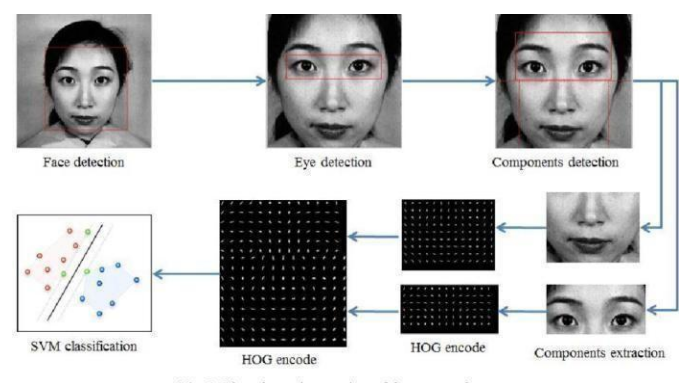 Face detection
Eye detection
Components detection
SVM classification
HOG encode
HOG encode
Components extraction